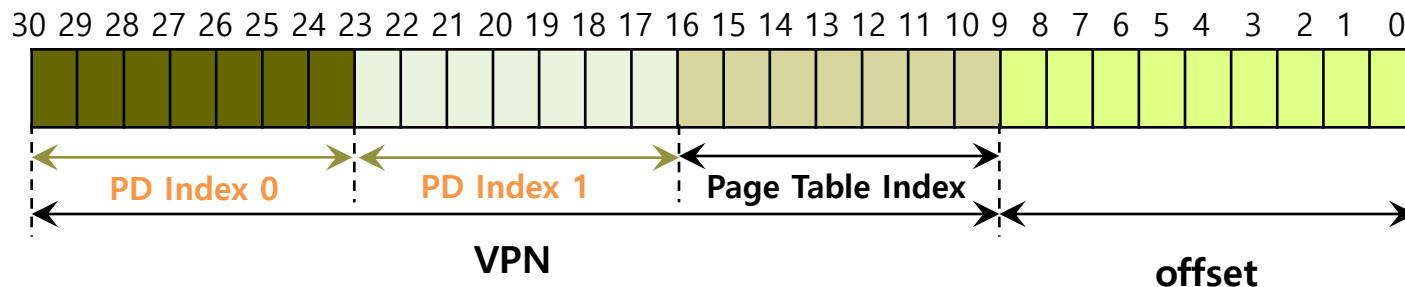 30 29 28 27 26 25 24 23 22 21 20 19 18 17 16 15 14 13 12 11 10 9 8 7 6 5 4 3 2 1 0
PD Index 0 PD Index 1 Page Table Index
VPN offset